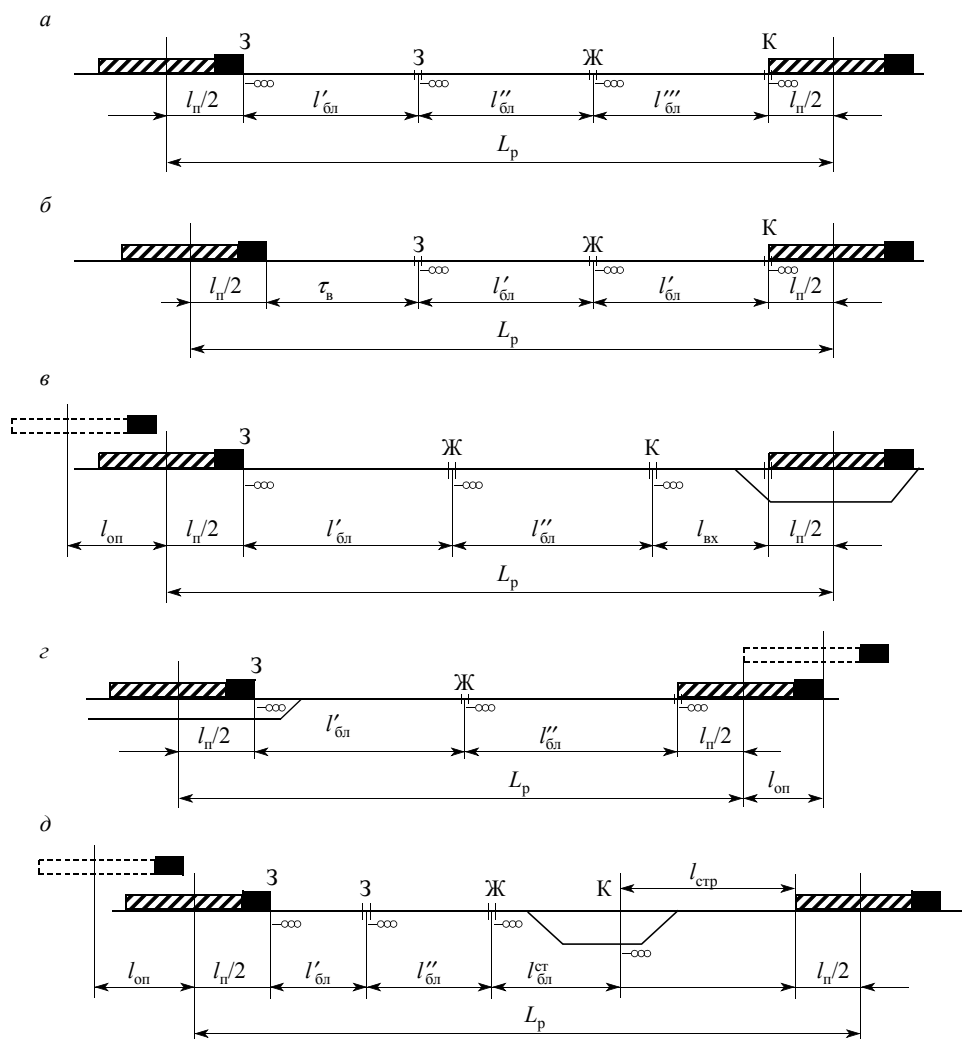 а
З З Ж К
lп/2 l′бл l″бл l‴бл lп/2
Lр
б
З Ж К
lп/2 τв l′бл l′бл lп/2
Lр
в
З Ж К
lоп lп/2 l′бл l″бл lвх lп/2
Lр
г
З
Ж
lп/2 l′бл l″бл lп/2
Lр lоп
д
З З Ж К lстр
lоп lп/2 l′бл l″бл lстбл lп/2
Lр